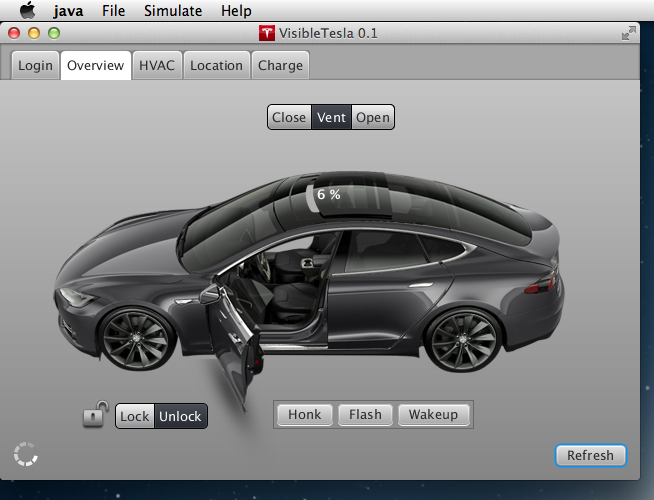 java File Simulate Help
VisibleTesla 0.1
Login Overview HVAC Location Charge
Close Vent Open
6 %
Lock Unlock Honk Flash Wakeup
Refresh